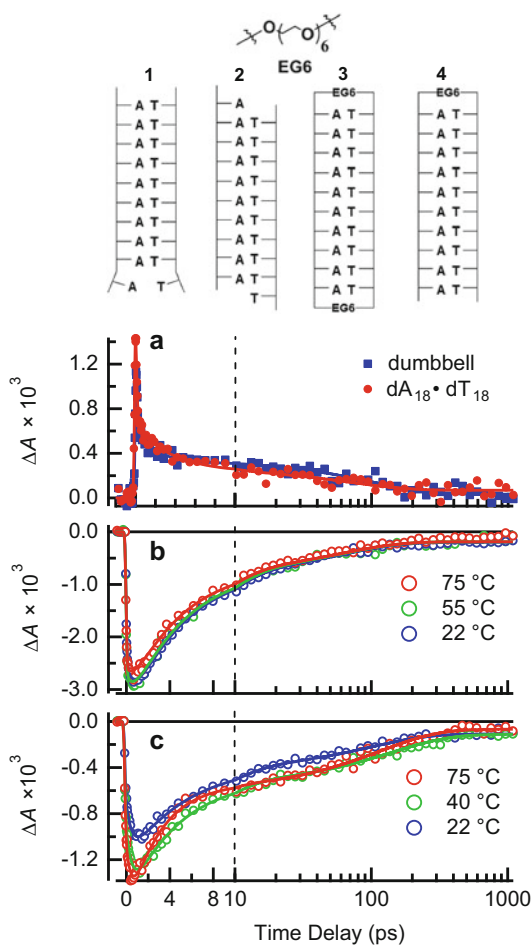 O
O
6
EG6
1 2 3 4
A T
A T
A T
A T
A T
A T
A T
A T
A T
A T
A
A T
A T
A T
A T
A T
A T
A T
A T
A T
T
EG6
A T
A T
A T
A T
A T
A T
A T
A T
A T
A T
EG6
EG6
A T
A T
A T
A T
A T
A T
A T
A T
A T
A T
a
dumbbell
dA₁₈• dT₁₈
ΔA × 10³
1.2
0.8
0.4
0.0
b
75 °C
55 °C
22 °C
ΔA × 10³
0.0
-1.0
-2.0
-3.0
c
75 °C
40 °C
22 °C
ΔA ×10³
0.0
-0.4
-0.8
-1.2
0 4 8 10 100 1000
Time Delay (ps)